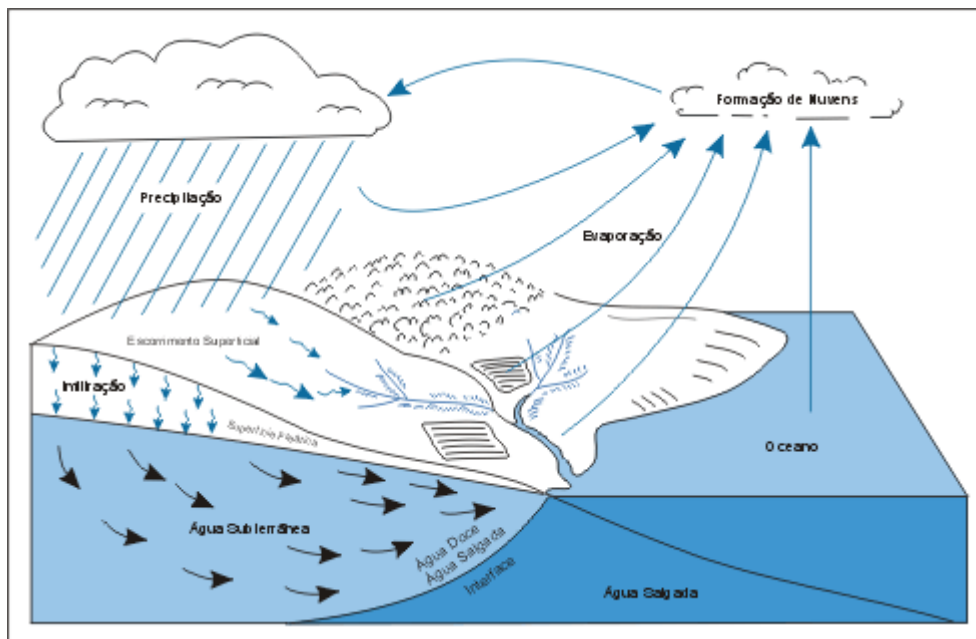 Formação de Nuvens
Precipitação
Evaporação
Escorrimento Superficial
Infiltração
Superfície Freática
Oceano
Água Subterrânea
Água Doce
Água Salgada
Interface
Água Salgada